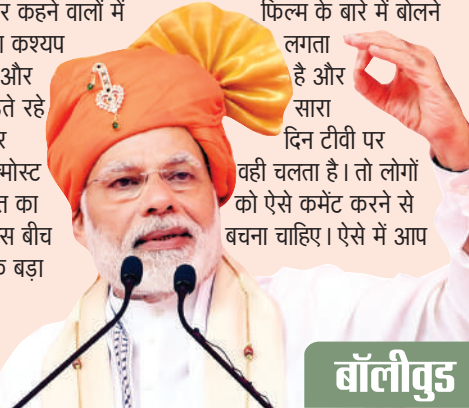 र कहने वालों में
कश्यप
और
ते रहे
र
मोस्ट
त का
स बीच
बड़ा
फिल्म के बारे में बोलने
लगता
है और
सारा
दिन टीवी पर
वही चलता है। तो लोगों
को ऐसे कमेंट करने से
बचना चाहिए। ऐसे में आप
बॉलीवुड